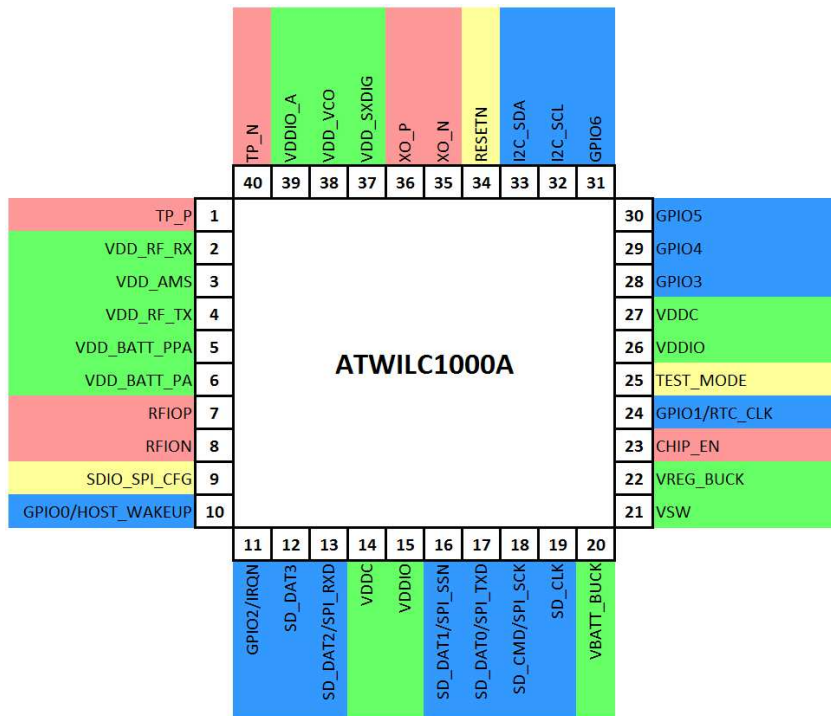 TP_N
VDDIO_A
VDD_VCO
VDD_SXDIG
XO_P
XO_N
RESETN
I2C_SDA
I2C_SCL
GPIO6
40 39 38 37 36 35 34 33 32 31
TP_P 1
VDD_RF_RX 2
VDD_AMS 3
VDD_RF_TX 4
VDD_BATT_PPA 5
VDD_BATT_PA 6
RFIOP 7
RFION 8
SDIO_SPI_CFG 9
GPIO0/HOST_WAKEUP 10
ATWILC1000A
30 GPIO5
29 GPIO4
28 GPIO3
27 VDDC
26 VDDIO
25 TEST_MODE
24 GPIO1/RTC_CLK
23 CHIP_EN
22 VREG_BUCK
21 VSW
11 12 13 14 15 16 17 18 19 20
GPIO2/IRQN
SD_DAT3
SD_DAT2/SPI_RXD
VDDC
VDDIO
SD_DAT1/SPI_SSN
SD_DAT0/SPI_TXD
SD_CMD/SPI_SCK
SD_CLK
VBATT_BUCK